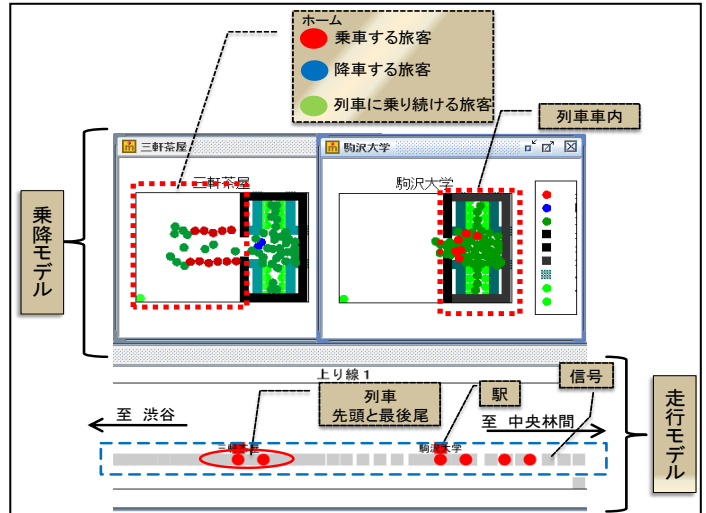 ホーム
乗車する旅客
降車する旅客
列車に乗り続ける旅客
列車車内
三軒茶屋
駒沢大学
三軒茶屋
駒沢大学
乗降モデル
上り線1
信号
列車
先頭と最後尾
駅
至 渋谷
至 中央林間
三軒茶屋
駒沢大学
走行モデル